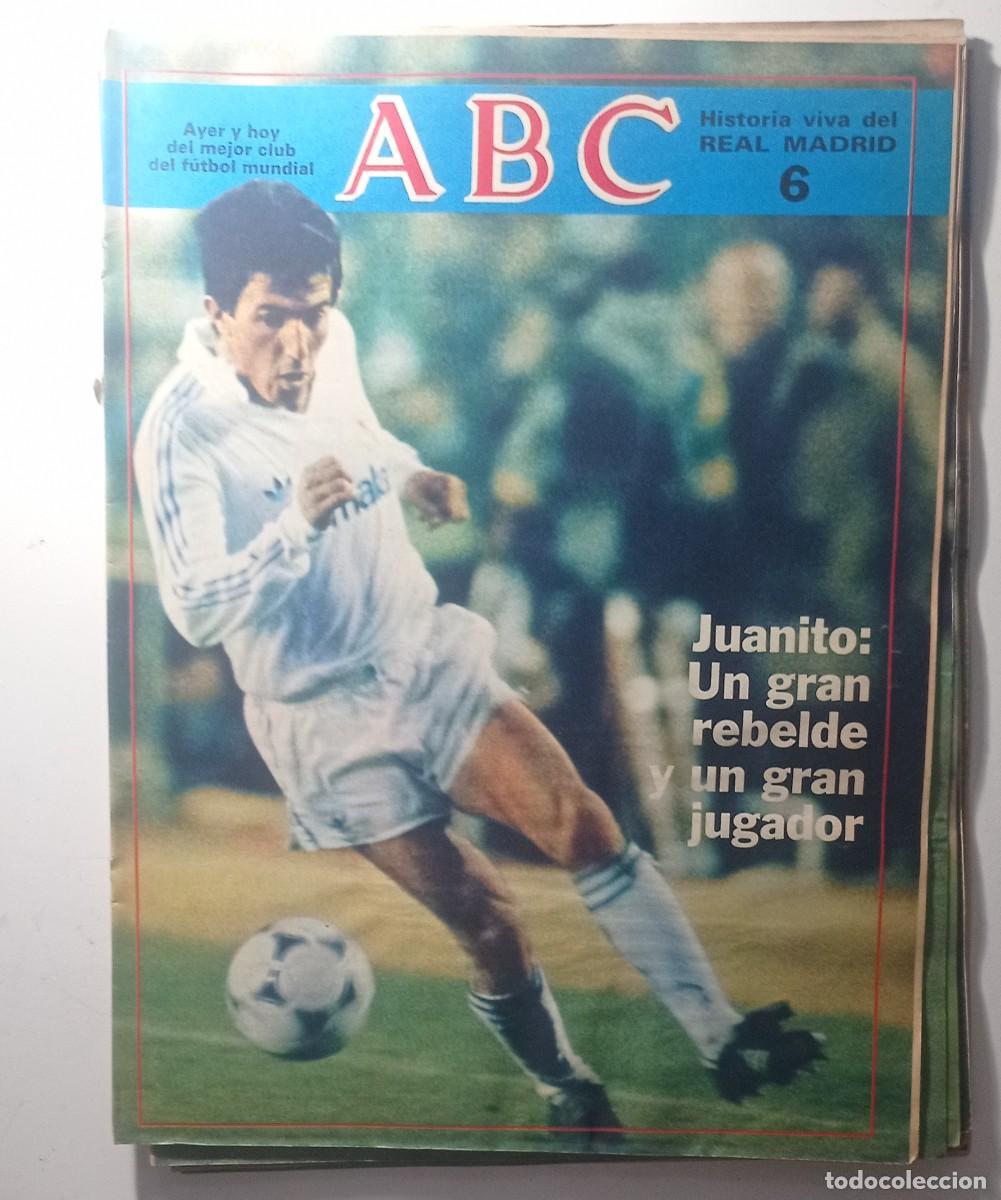 Ayer y hoy
del mejor club
del fútbol mundial
ABC
Historia viva del
REAL MADRID
6
Juanito:
Un gran
rebelde
y un gran
jugador
todocoleccion